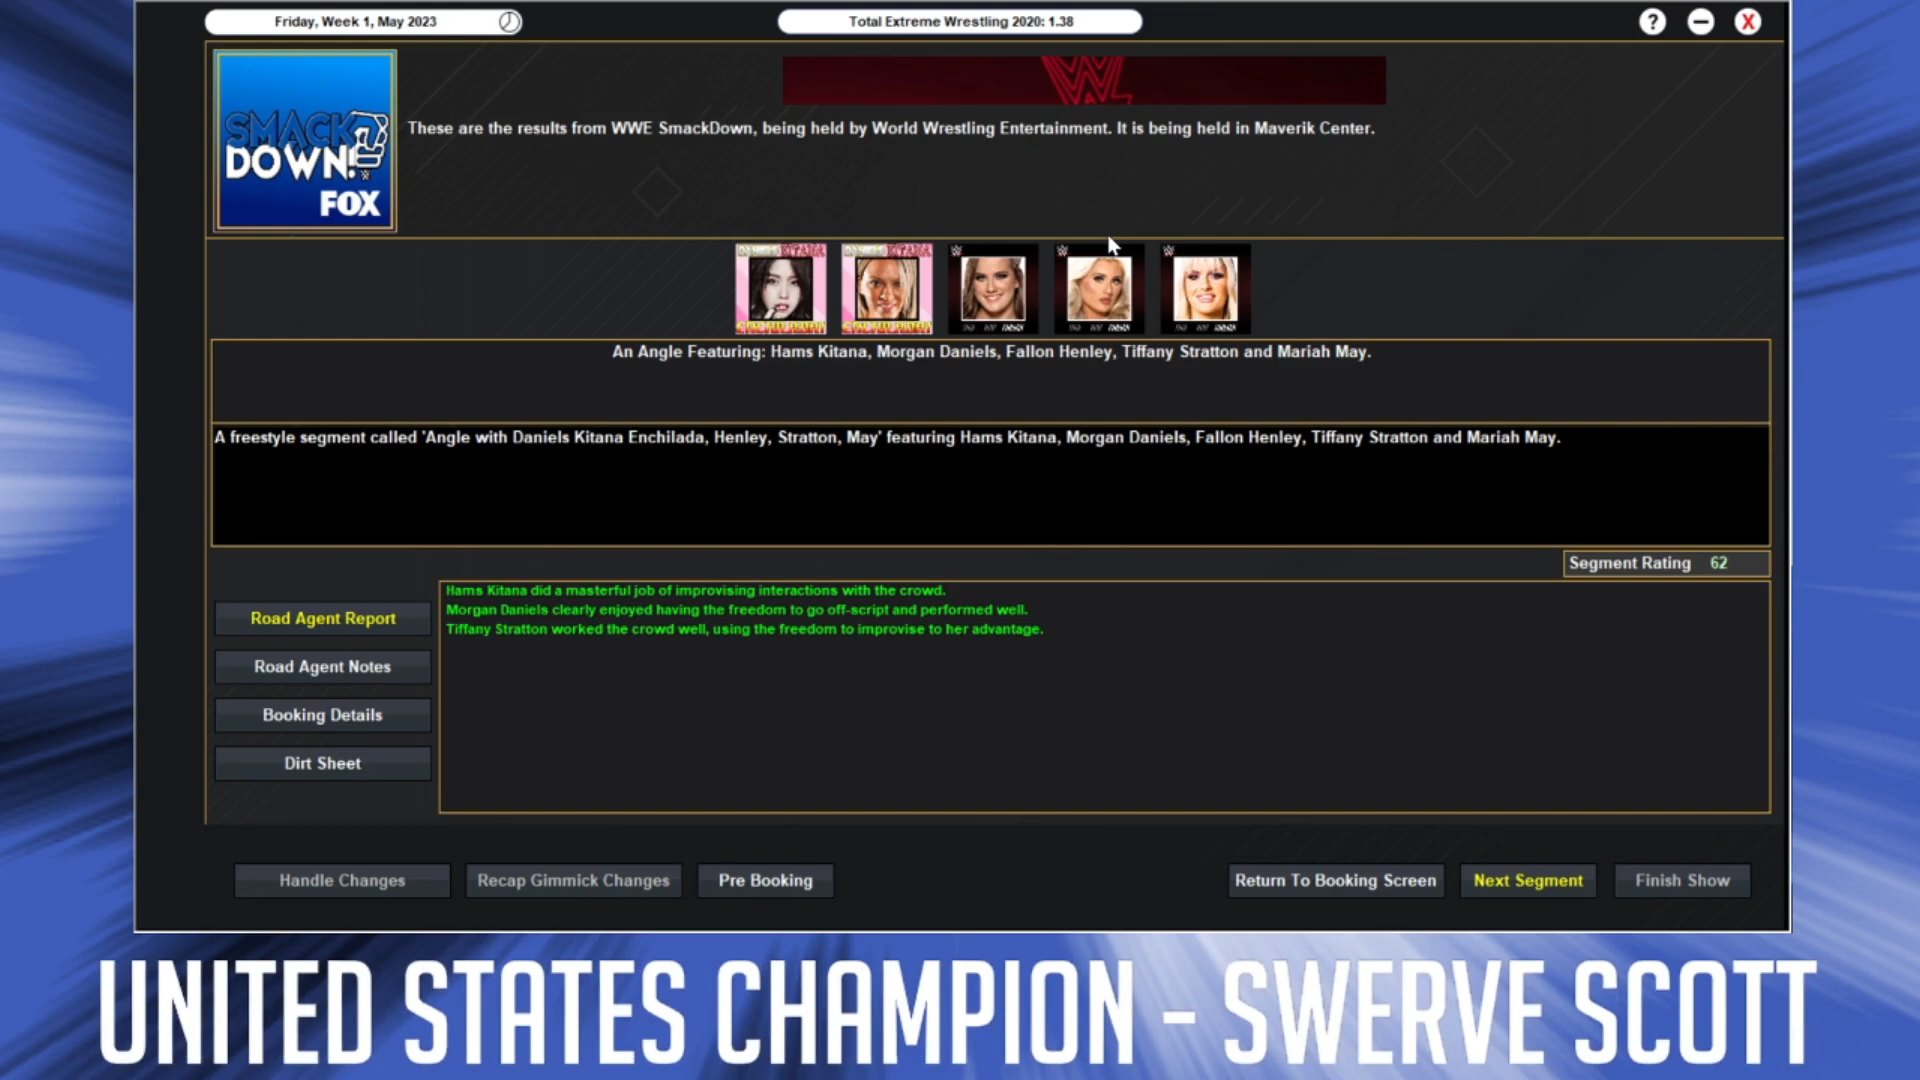 Friday, Week 1, May 2023
Total Extreme Wrestling 2020: 1.38
?
X
SMACK
DOWN!
FOX
These are the results from WWE SmackDown, being held by World Wrestling Entertainment. It is being held in Maverik Center.
An Angle Featuring: Hams Kitana, Morgan Daniels, Fallon Henley, Tiffany Stratton and Mariah May.
A freestyle segment called 'Angle with Daniels Kitana Enchilada, Henley, Stratton, May' featuring Hams Kitana, Morgan Daniels, Fallon Henley, Tiffany Stratton and Mariah May.
Segment Rating 62
Hams Kitana did a masterful job of improvising interactions with the crowd.
Morgan Daniels clearly enjoyed having the freedom to go off-script and performed well.
Tiffany Stratton worked the crowd well, using the freedom to improvise to her advantage.
Road Agent Report
Road Agent Notes
Booking Details
Dirt Sheet
Handle Changes
Recap Gimmick Changes
Pre Booking
Return To Booking Screen
Next Segment
Finish Show
UNITED STATES CHAMPION - SWERVE SCOTT